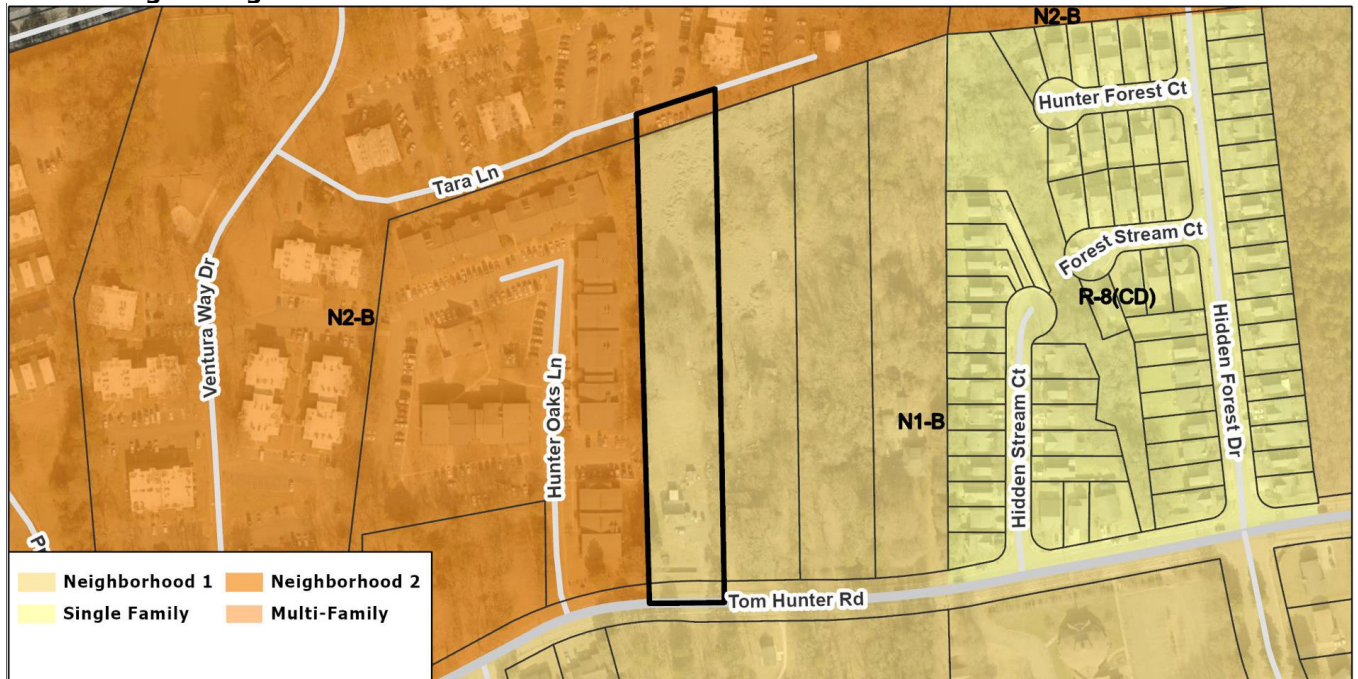 N2-B
Hunter Forest Ct
Tara Ln
Forest Stream Ct
Ventura Way Dr
R-8(CD)
N2-B
Hidden Forest Dr
Hunter Oaks Ln
N1-B
Hidden Stream Ct
Tom Hunter Rd
Neighborhood 1
Neighborhood 2
Single Family
Multi-Family